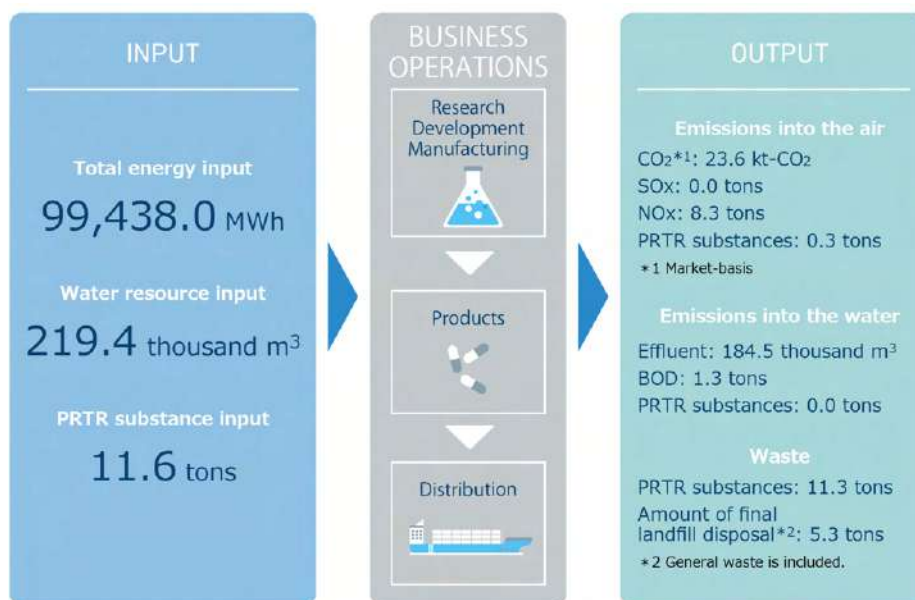 INPUT
Total energy input
99,438.0 MWh
Water resource input
219.4 thousand m³
PRTR substance input
11.6 tons
BUSINESS
OPERATIONS
Research
Development
Manufacturing
Products
Distribution
OUTPUT
Emissions into the air
CO₂*¹: 23.6 kt-CO₂
SOx: 0.0 tons
NOx: 8.3 tons
PRTR substances: 0.3 tons
*1 Market-basis
Emissions into the water
Effluent: 184.5 thousand m³
BOD: 1.3 tons
PRTR substances: 0.0 tons
Waste
PRTR substances: 11.3 tons
Amount of final
landfill disposal*²: 5.3 tons
*2 General waste is included.